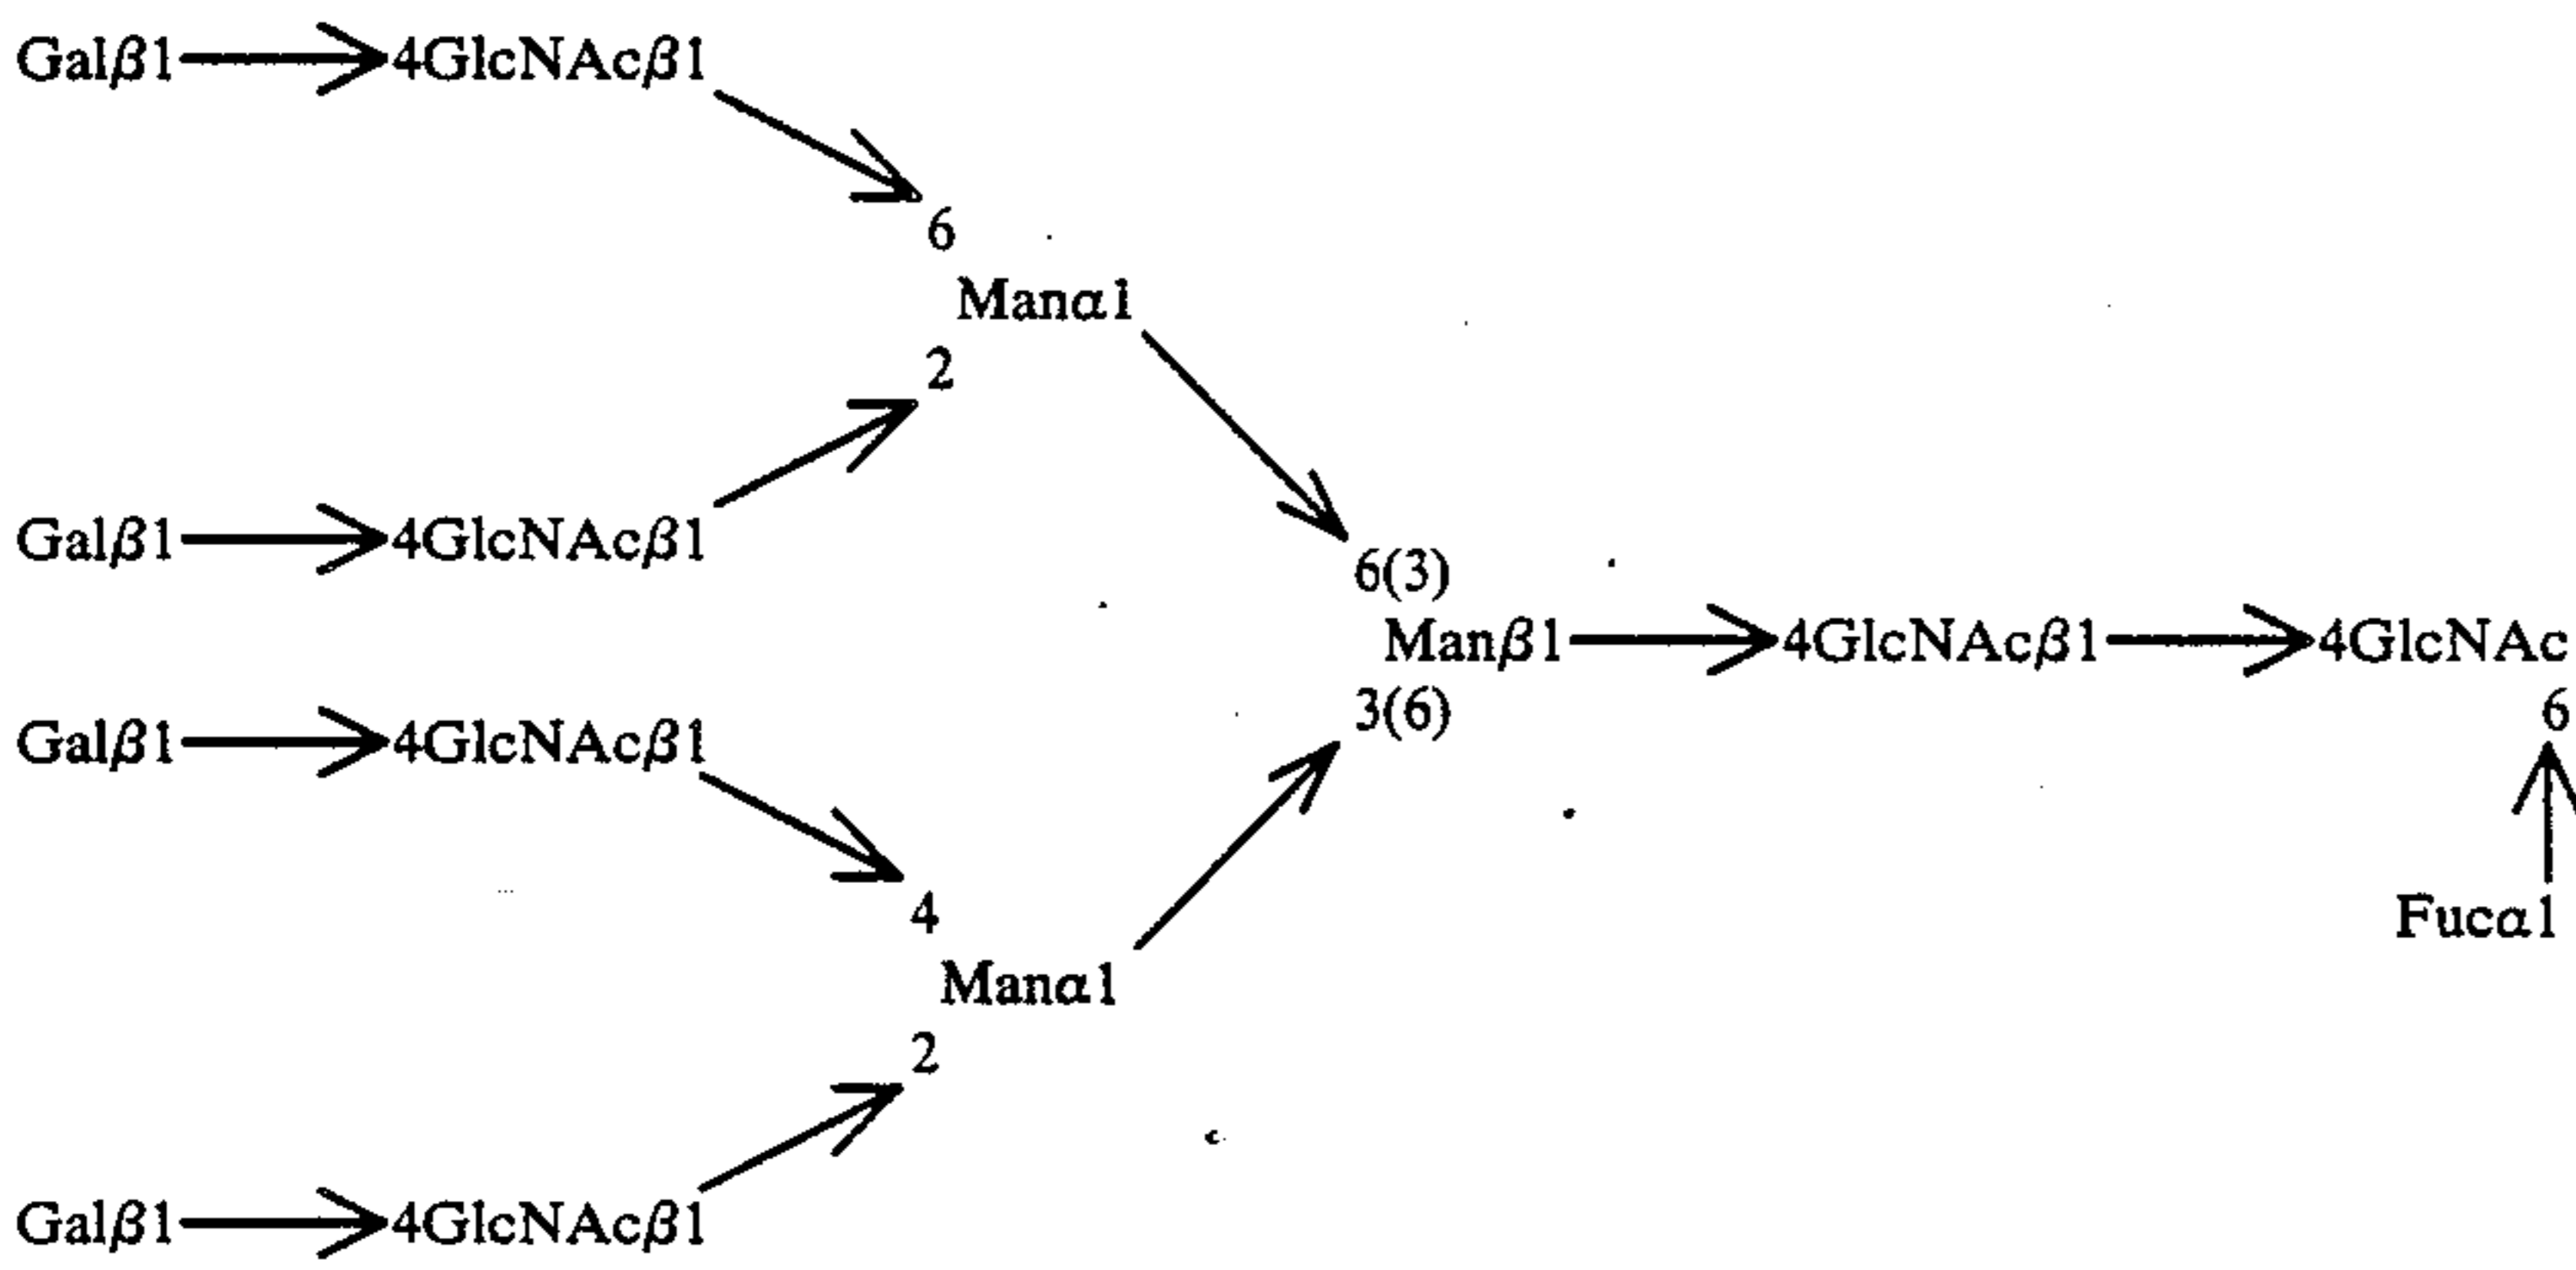 Galβ1 4GlcNAcβ1
6
Manα1
2
Galβ1 4GlcNAcβ1
6(3)
Manβ1 4GlcNAcβ1 4GlcNAc
3(6) 6
Galβ1 4GlcNAcβ1
4 Fucα1
Manα1
2
Galβ1 4GlcNAcβ1